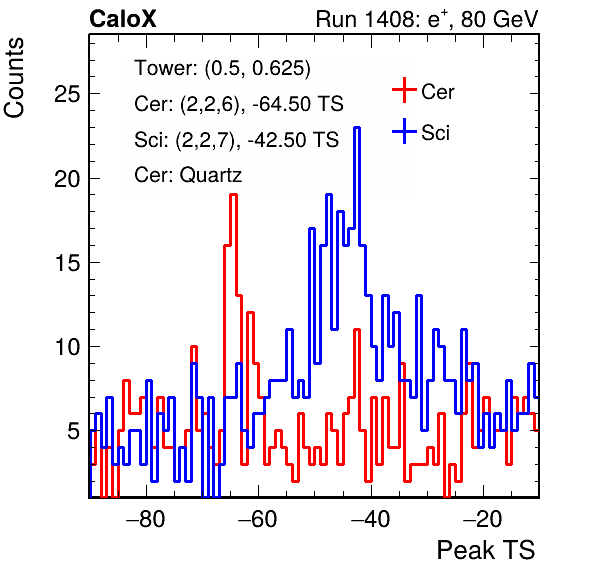 CaloX Run 1408: e⁺, 80 GeV
Counts
Tower: (0.5, 0.625)
Cer: (2,2,6), -64.50 TS
Sci: (2,2,7), -42.50 TS
Cer: Quartz
Cer
Sci
25
20
15
10
5
−80 −60 −40 −20
Peak TS